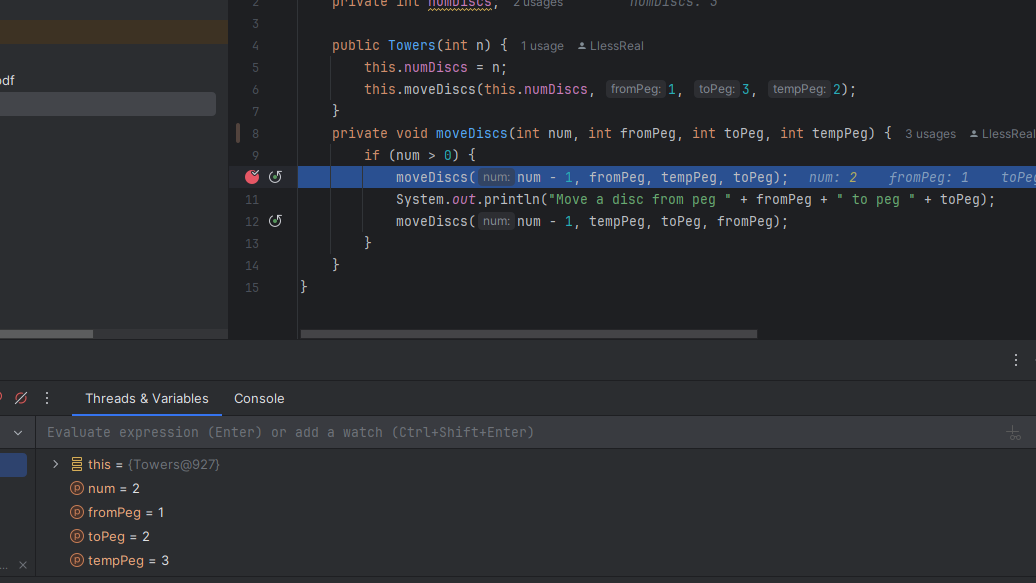 2 private int numDiscs; 2 usages numDiscs: 3
3
4 public Towers(int n) { 1 usage LlessReal
5 this.numDiscs = n;
6 this.moveDiscs(this.numDiscs, fromPeg: 1, toPeg: 3, tempPeg: 2);
7 }
8 private void moveDiscs(int num, int fromPeg, int toPeg, int tempPeg) { 3 usages LlessReal
9 if (num > 0) {
moveDiscs( num: num - 1, fromPeg, tempPeg, toPeg); num: 2 fromPeg: 1 toPeg
11 System.out.println("Move a disc from peg " + fromPeg + " to peg " + toPeg);
12 moveDiscs( num: num - 1, tempPeg, toPeg, fromPeg);
13 }
14 }
15 }
odf
Threads & Variables Console
Evaluate expression (Enter) or add a watch (Ctrl+Shift+Enter)
this = {Towers@927}
num = 2
fromPeg = 1
toPeg = 2
tempPeg = 3